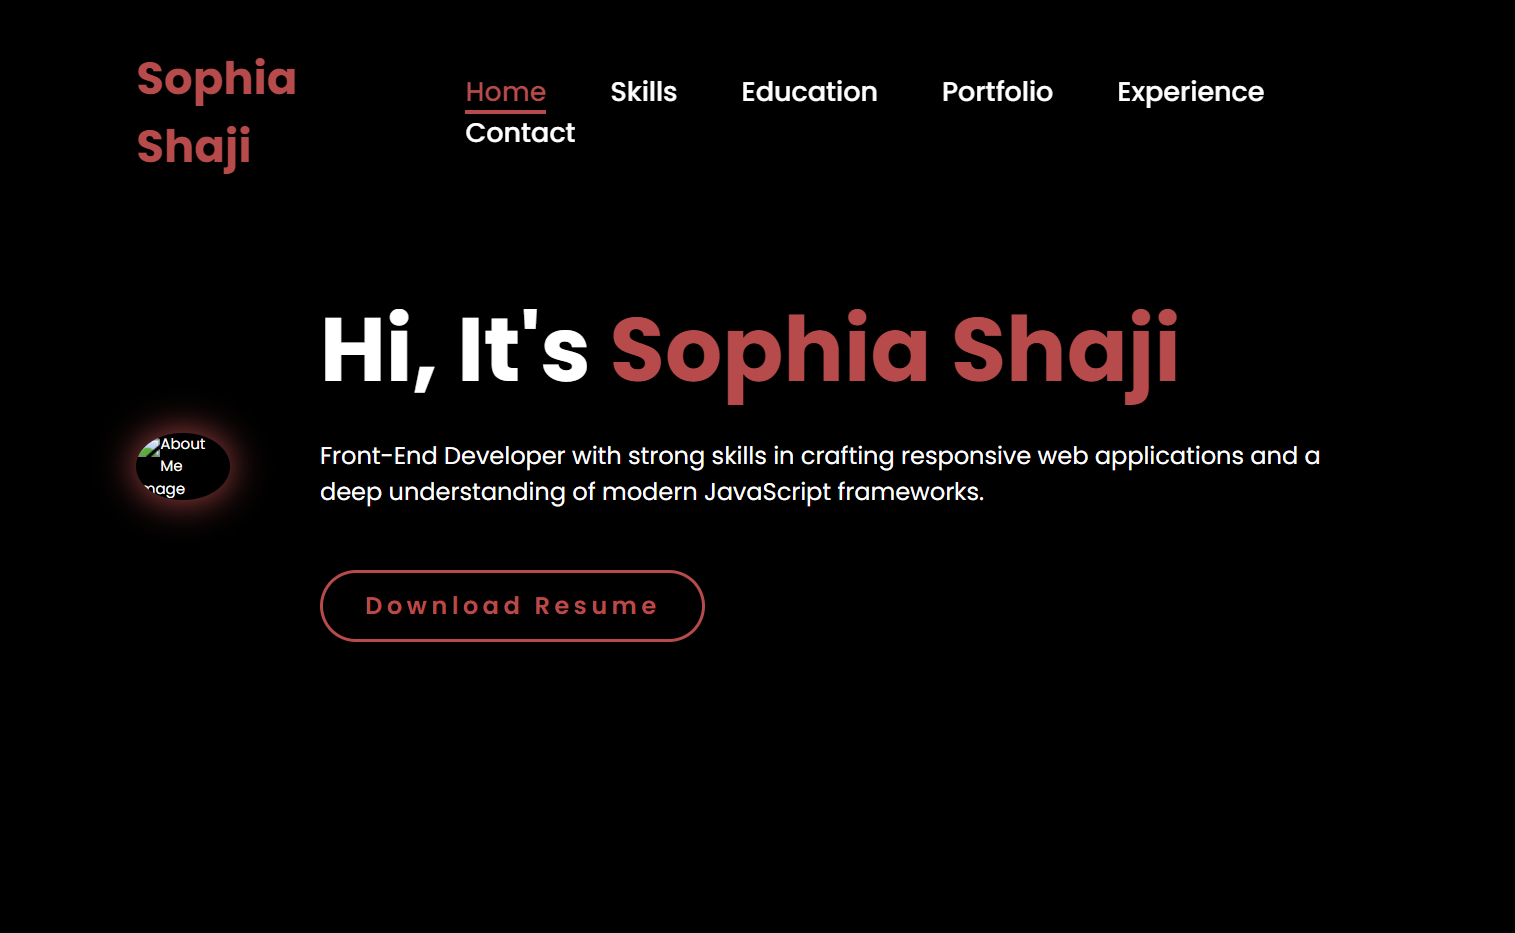 Sophia
Shaji
Home Skills Education Portfolio Experience
Contact
Hi, It's Sophia Shaji
About
Me
mage
Front-End Developer with strong skills in crafting responsive web applications and a
deep understanding of modern JavaScript frameworks.
Download Resume